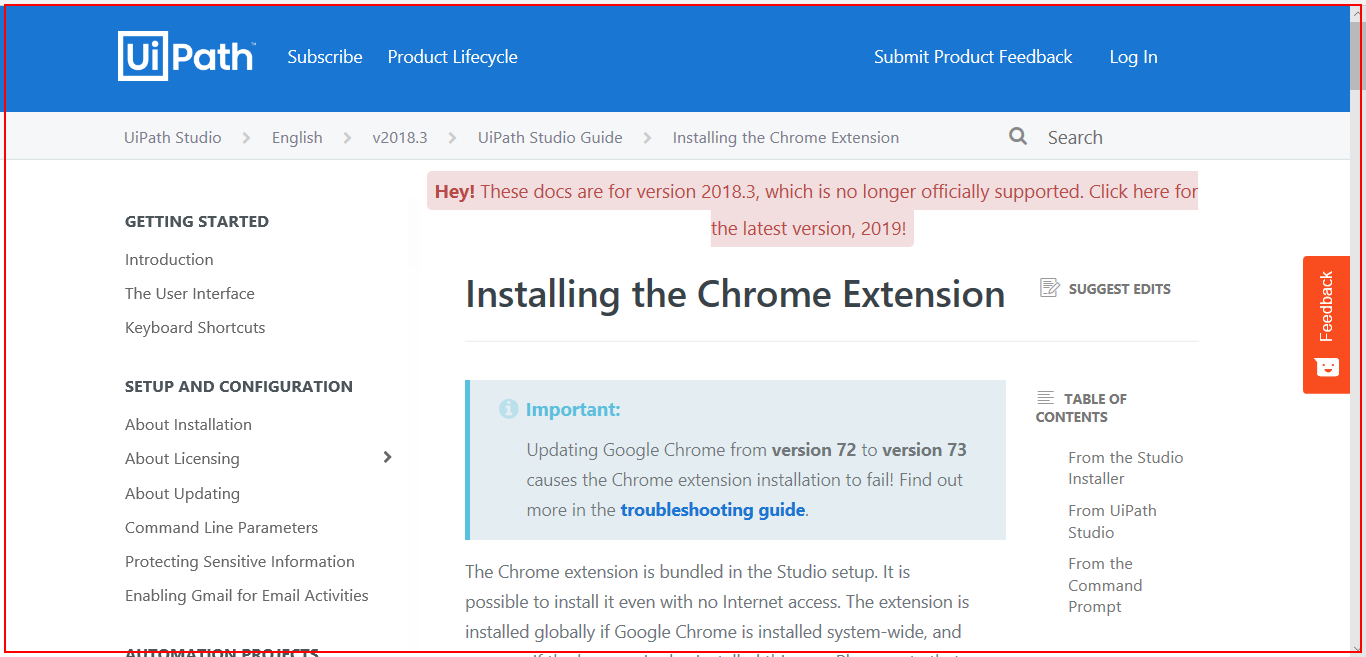 UiPath Subscribe Product Lifecycle Submit Product Feedback Log In
UiPath Studio English v2018.3 UiPath Studio Guide Installing the Chrome Extension Search
Hey! These docs are for version 2018.3, which is no longer officially supported. Click here for
the latest version, 2019!
GETTING STARTED
Introduction
The User Interface
Keyboard Shortcuts
SETUP AND CONFIGURATION
About Installation
About Licensing
About Updating
Command Line Parameters
Protecting Sensitive Information
Enabling Gmail for Email Activities
AUTOMATION PROJECTS
Installing the Chrome Extension
SUGGEST EDITS
Important:
Updating Google Chrome from version 72 to version 73
causes the Chrome extension installation to fail! Find out
more in the troubleshooting guide.
The Chrome extension is bundled in the Studio setup. It is
possible to install it even with no Internet access. The extension is
installed globally if Google Chrome is installed system-wide, and
TABLE OF
CONTENTS
From the Studio
Installer
From UiPath
Studio
From the
Command
Prompt
Feedback